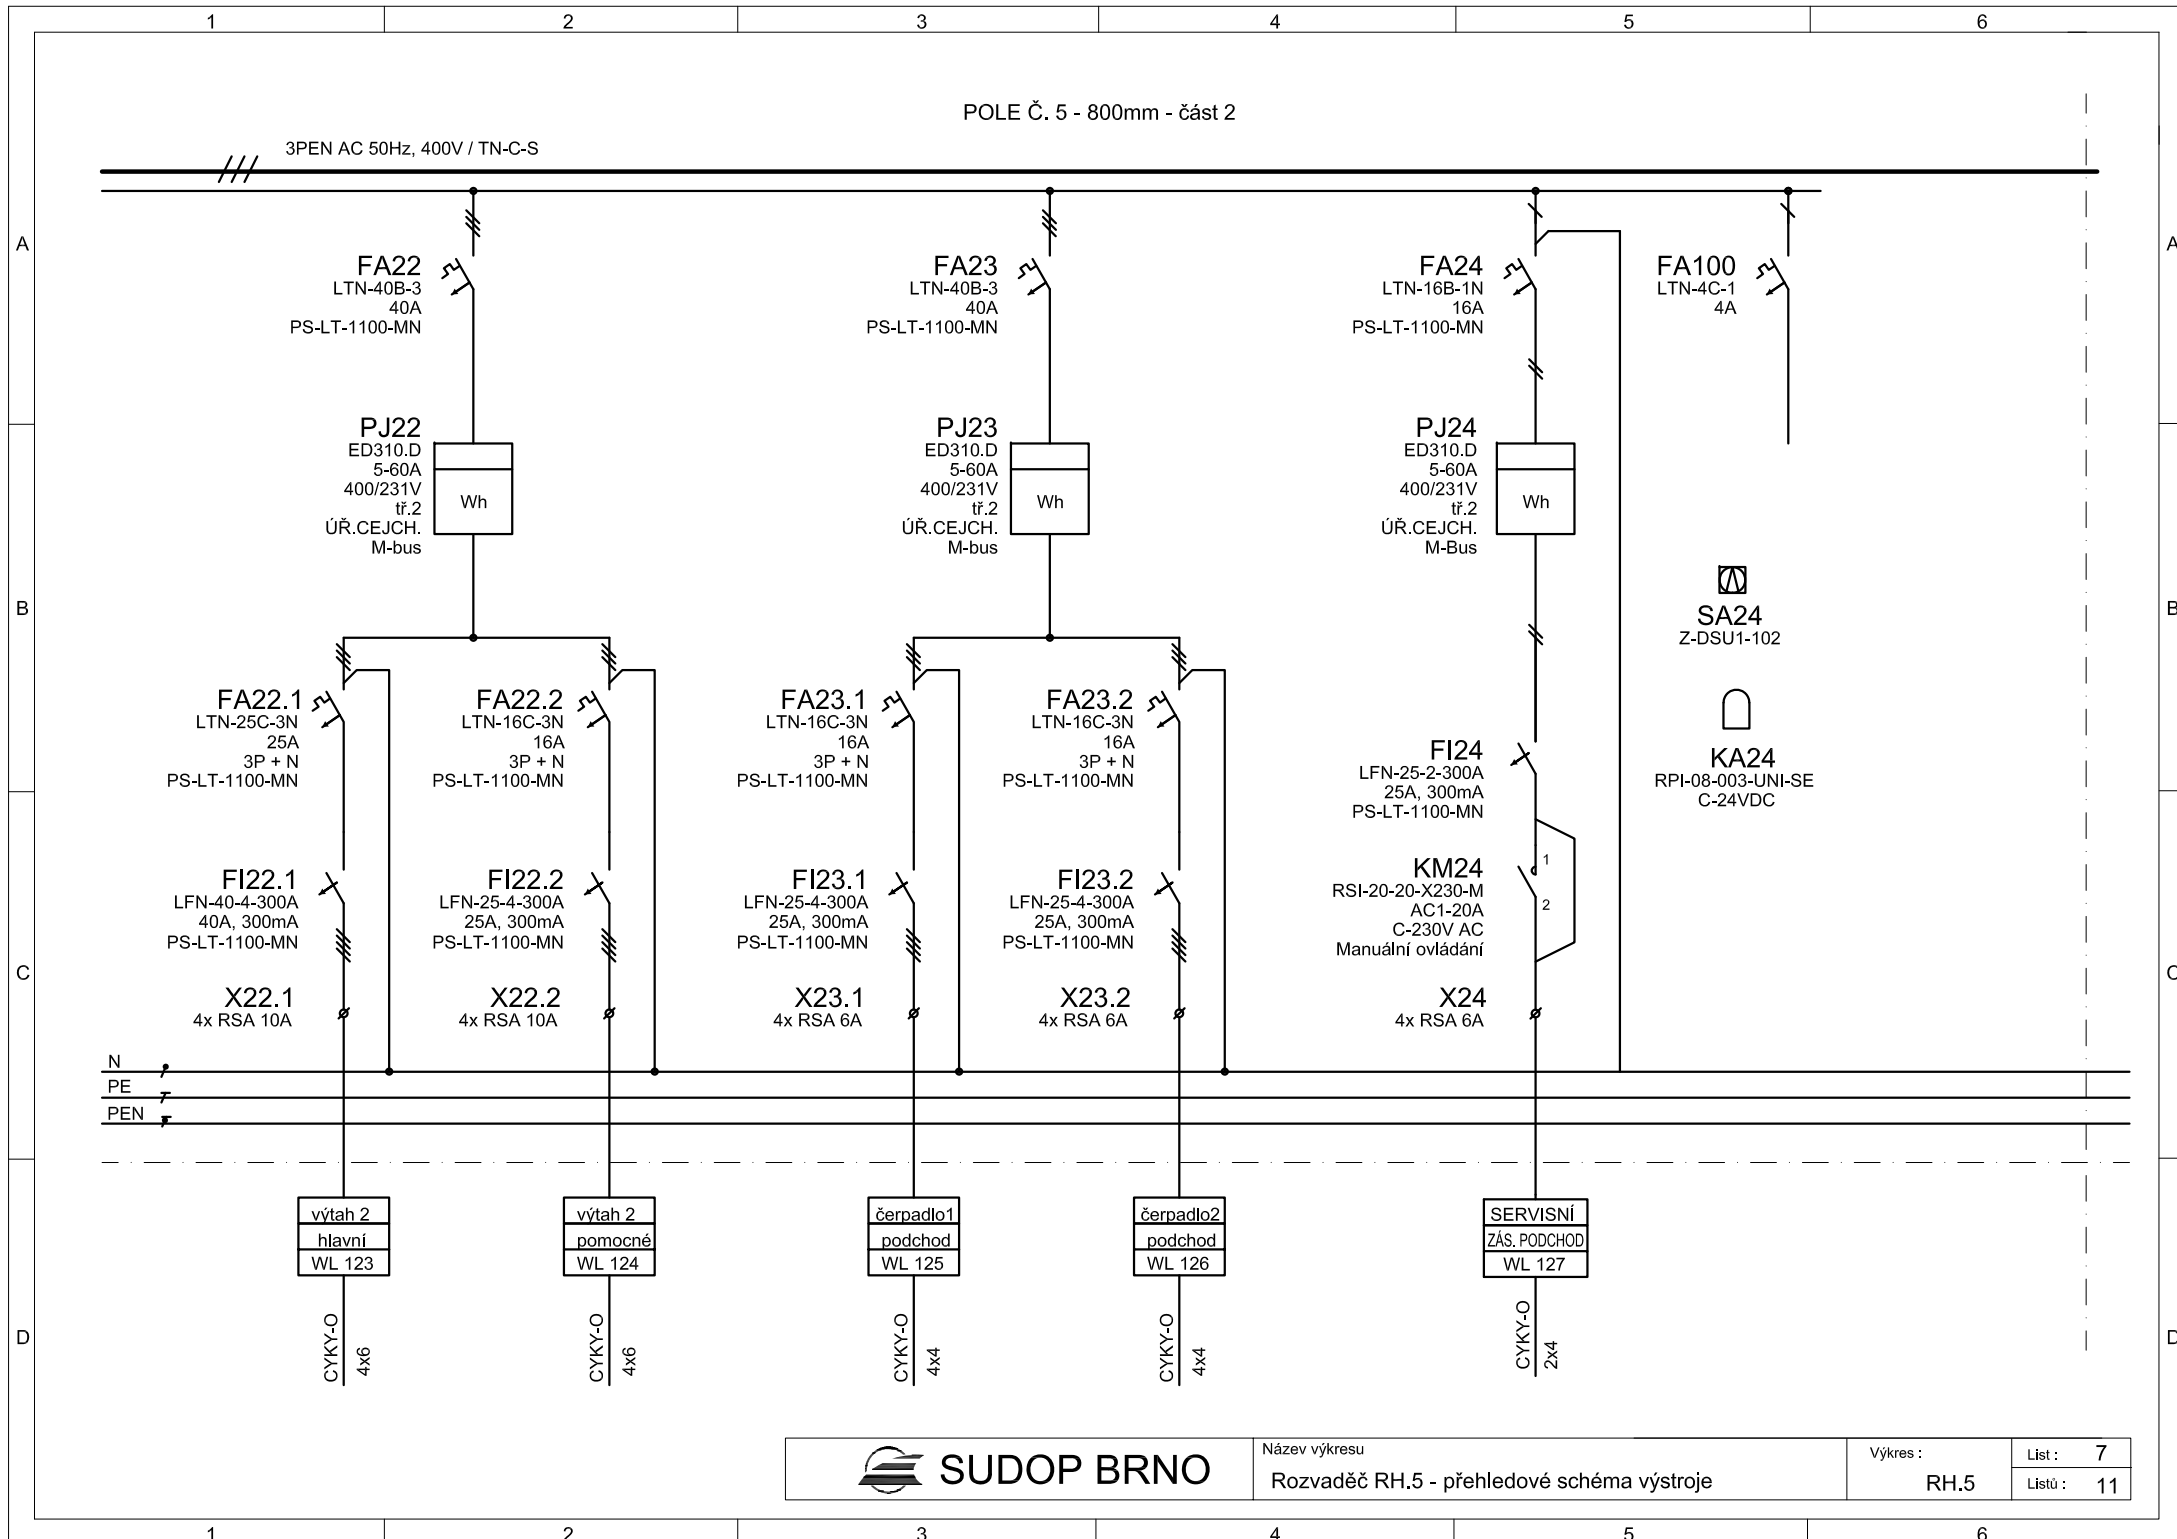 1 2 3 4 5 6
POLE Č. 5 - 800mm - část 2
3PEN AC 50Hz, 400V / TN-C-S
A
A
FA22
LTN-40B-3
40A
PS-LT-1100-MN
FA23
LTN-40B-3
40A
PS-LT-1100-MN
FA24
LTN-16B-1N
16A
PS-LT-1100-MN
FA100
LTN-4C-1
4A
PJ22
ED310.D
5-60A
400/231V
tř.2
ÚŘ.CEJCH.
M-bus
Wh
PJ23
ED310.D
5-60A
400/231V
tř.2
ÚŘ.CEJCH.
M-bus
Wh
PJ24
ED310.D
5-60A
400/231V
tř.2
ÚŘ.CEJCH.
M-Bus
Wh
B
B
SA24
Z-DSU1-102
KA24
RPI-08-003-UNI-SE
C-24VDC
FA22.1
LTN-25C-3N
25A
3P + N
PS-LT-1100-MN
FA22.2
LTN-16C-3N
16A
3P + N
PS-LT-1100-MN
FA23.1
LTN-16C-3N
16A
3P + N
PS-LT-1100-MN
FA23.2
LTN-16C-3N
16A
3P + N
PS-LT-1100-MN
FI24
LFN-25-2-300A
25A, 300mA
PS-LT-1100-MN
FI22.1
LFN-40-4-300A
40A, 300mA
PS-LT-1100-MN
FI22.2
LFN-25-4-300A
25A, 300mA
PS-LT-1100-MN
FI23.1
LFN-25-4-300A
25A, 300mA
PS-LT-1100-MN
FI23.2
LFN-25-4-300A
25A, 300mA
PS-LT-1100-MN
KM24
RSI-20-20-X230-M
AC1-20A
C-230V AC
Manuální ovládání
1
2
C
C
X22.1
4x RSA 10A
X22.2
4x RSA 10A
X23.1
4x RSA 6A
X23.2
4x RSA 6A
X24
4x RSA 6A
N
PE
PEN
výtah 2
hlavní
WL 123
výtah 2
pomocné
WL 124
čerpadlo1
podchod
WL 125
čerpadlo2
podchod
WL 126
SERVISNÍ
ZÁS. PODCHOD
WL 127
D
D
CYKY-O
4x6
CYKY-O
4x6
CYKY-O
4x4
CYKY-O
4x4
CYKY-O
2x4
SUDOP BRNO
Název výkresu
Rozvaděč RH.5 - přehledové schéma výstroje
Výkres :
RH.5
List : 7
Listů : 11
1 2 3 4 5 6